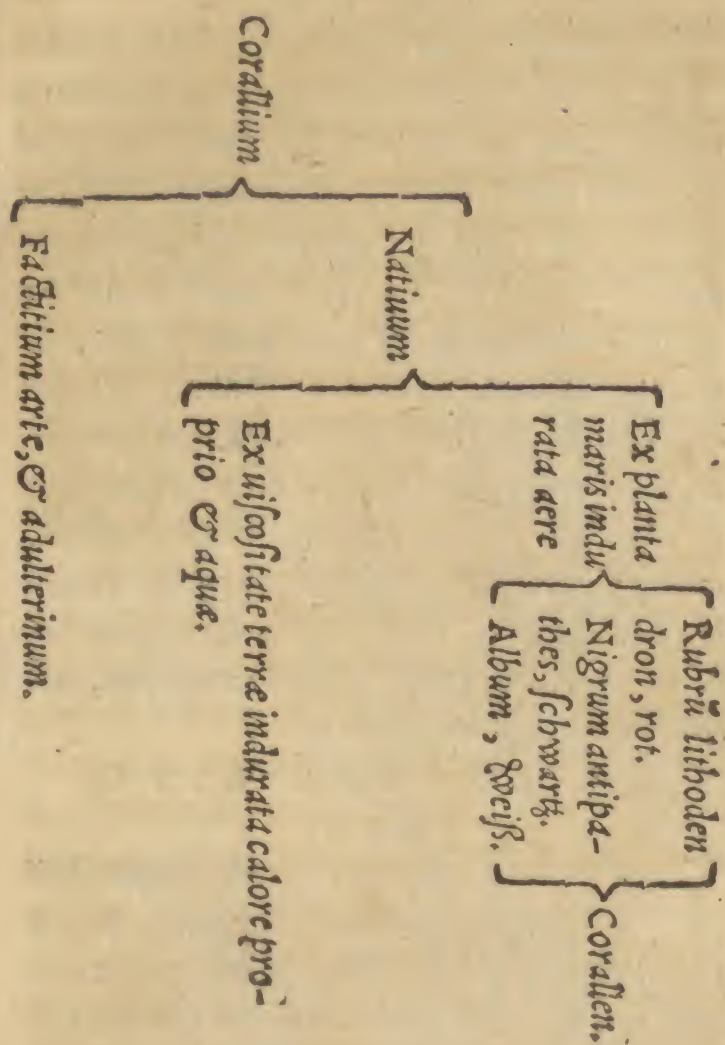 Corallium
Natiuum
Ex planta
maris indu
rata aere
Rubrū lithoden
dron, rot.
Nigrum antipa-
thes, ſchwartz.
Album, weiß.
Corallen.
Ex uiſcoſitate terræ indurata calore pro-
prio & aquæ.
Factitium arte, & adulterinum.